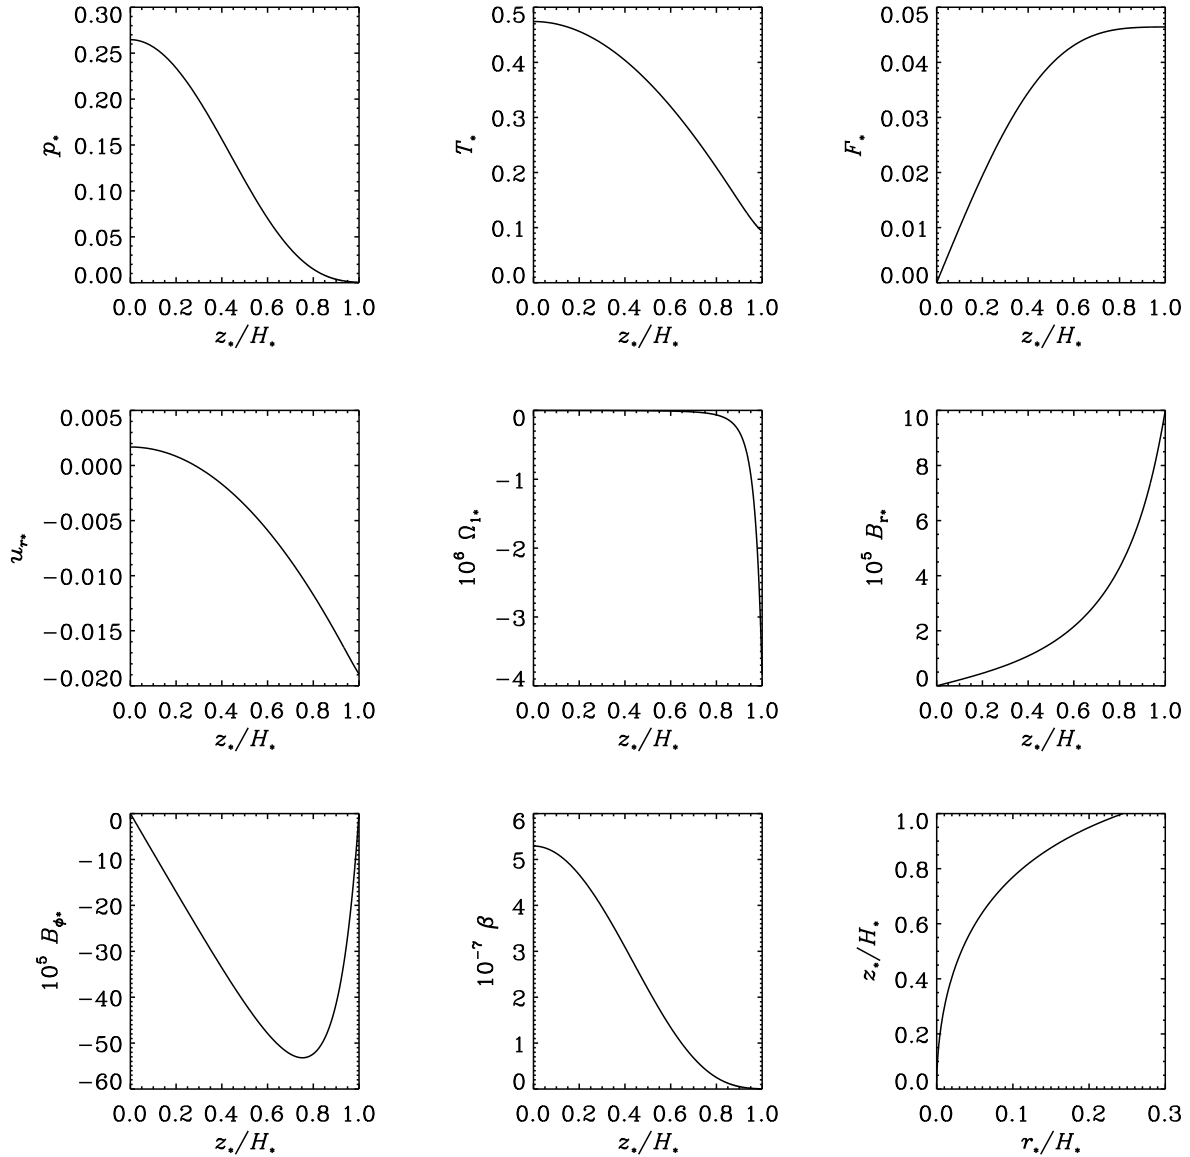 0.30
0.25
0.20
0.15
0.10
0.05
0.00
p*
0.0 0.2 0.4 0.6 0.8 1.0
z*/H*
0.5
0.4
0.3
0.2
0.1
0.0
T*
0.0 0.2 0.4 0.6 0.8 1.0
z*/H*
0.05
0.04
0.03
0.02
0.01
0.00
F*
0.0 0.2 0.4 0.6 0.8 1.0
z*/H*
0.005
0.000
−0.005
−0.010
−0.015
−0.020
u_r*
0.0 0.2 0.4 0.6 0.8 1.0
z*/H*
0
−1
−2
−3
−4
10^6 Ω_1*
0.0 0.2 0.4 0.6 0.8 1.0
z*/H*
10
8
6
4
2
0
10^5 B_r*
0.0 0.2 0.4 0.6 0.8 1.0
z*/H*
0
−10
−20
−30
−40
−50
−60
10^5 B_φ*
0.0 0.2 0.4 0.6 0.8 1.0
z*/H*
6
5
4
3
2
1
0
10^−7 β
0.0 0.2 0.4 0.6 0.8 1.0
z*/H*
1.0
0.8
0.6
0.4
0.2
0.0
z*/H*
0.0 0.1 0.2 0.3
r*/H*